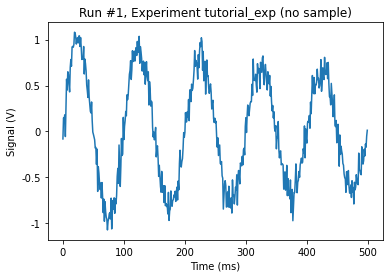 Run #1, Experiment tutorial_exp (no sample)
1
0.5
0
-0.5
-1
Signal (V)
0 100 200 300 400 500
Time (ms)